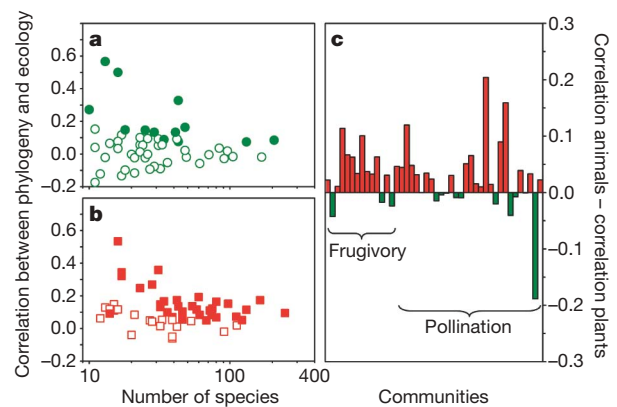 Correlation between phylogeny and ecology
a
0.6
0.4
0.2
0.0
−0.2
b
0.6
0.4
0.2
0.0
−0.2
10
100
400
Number of species
c
Frugivory
Pollination
Communities
0.3
0.2
0.1
0.0
−0.1
−0.2
−0.3
Correlation animals – correlation plants